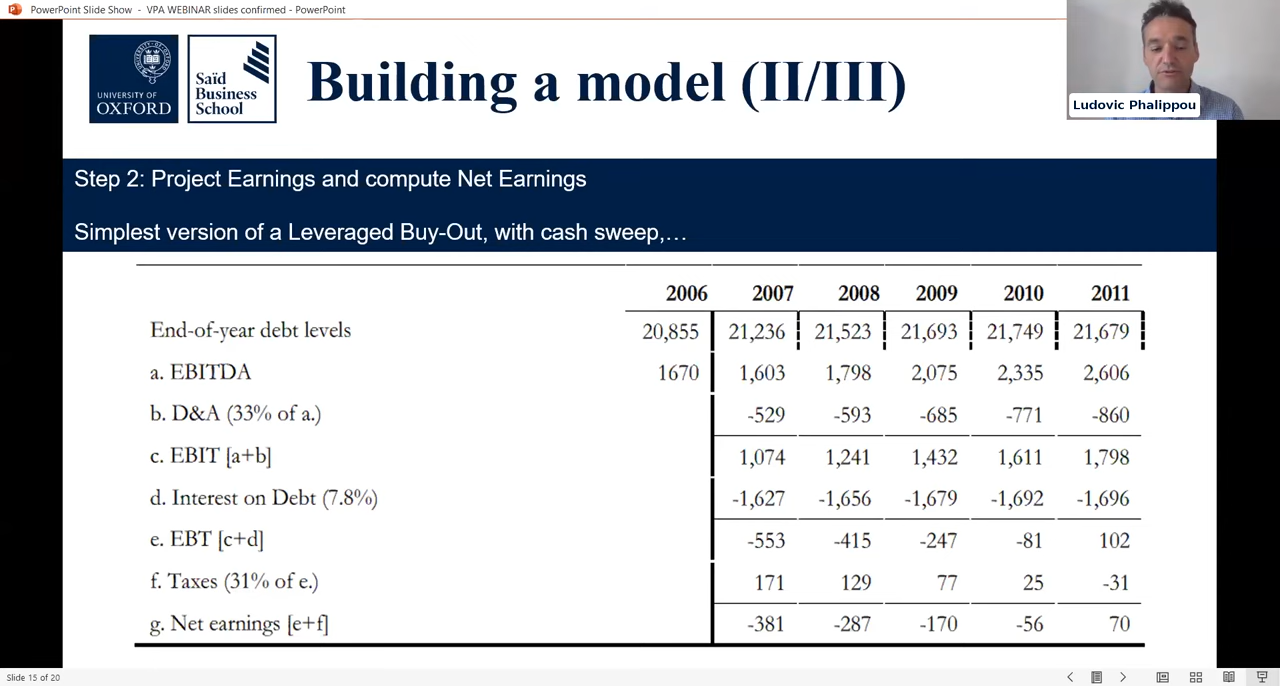 PowerPoint Slide Show - VPA WEBINAR slides confirmed - PowerPoint
UNIVERSITY OF
OXFORD
Saïd
Business
School
Building a model (II/III)
Ludovic Phalippou
Step 2: Project Earnings and compute Net Earnings
Simplest version of a Leveraged Buy-Out, with cash sweep,…
2006 2007 2008 2009 2010 2011
End-of-year debt levels 20,855 21,236 21,523 21,693 21,749 21,679
a. EBITDA 1670 1,603 1,798 2,075 2,335 2,606
b. D&A (33% of a.) -529 -593 -685 -771 -860
c. EBIT [a+b] 1,074 1,241 1,432 1,611 1,798
d. Interest on Debt (7.8%) -1,627 -1,656 -1,679 -1,692 -1,696
e. EBT [c+d] -553 -415 -247 -81 102
f. Taxes (31% of e.) 171 129 77 25 -31
g. Net earnings [e+f] -381 -287 -170 -56 70
Slide 15 of 20